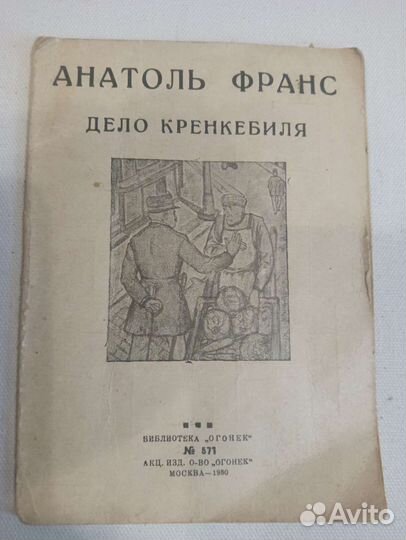 АНАТОЛЬ ФРАНС
ДЕЛО КРЕНКЕБИЛЯ
БИБЛИОТЕКА „ОГОНЕК"
№ 571
АКЦ. ИЗД. О-ВО „ОГОНЕК"
МОСКВА—1930
Avito